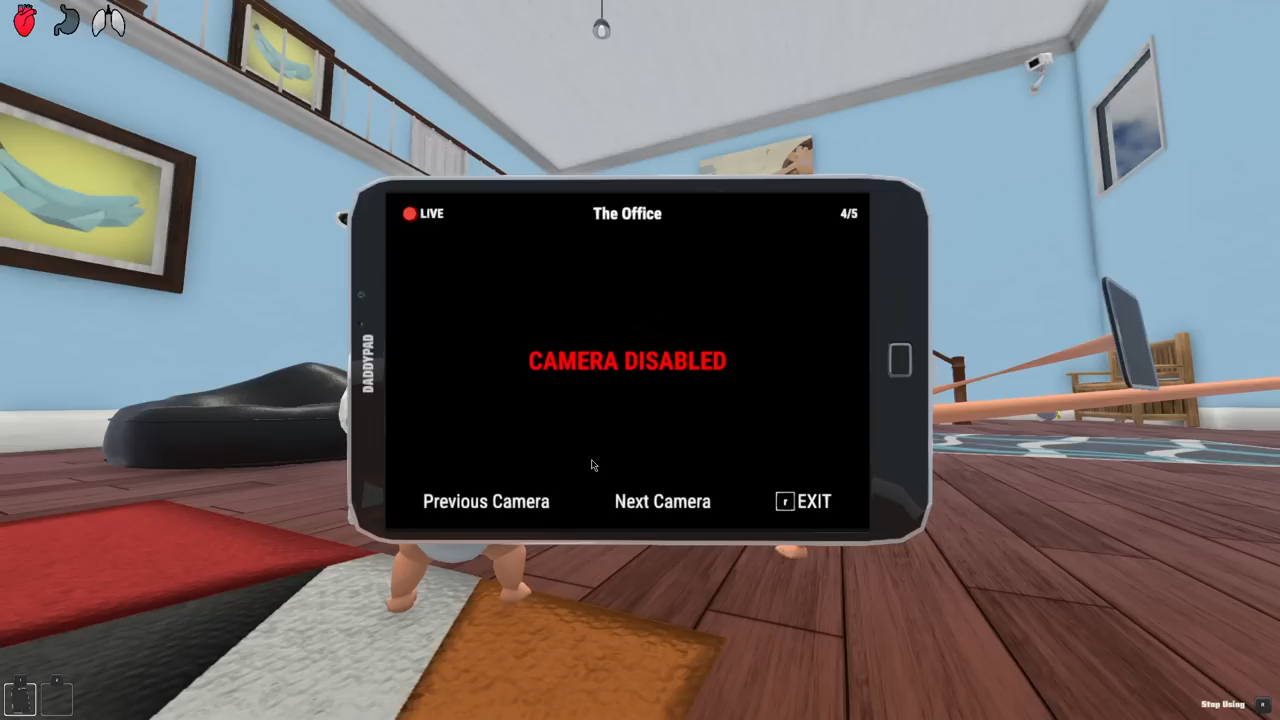 LIVE
The Office
4/5
DADDYPAD
CAMERA DISABLED
Previous Camera
Next Camera
r EXIT
Stop Using